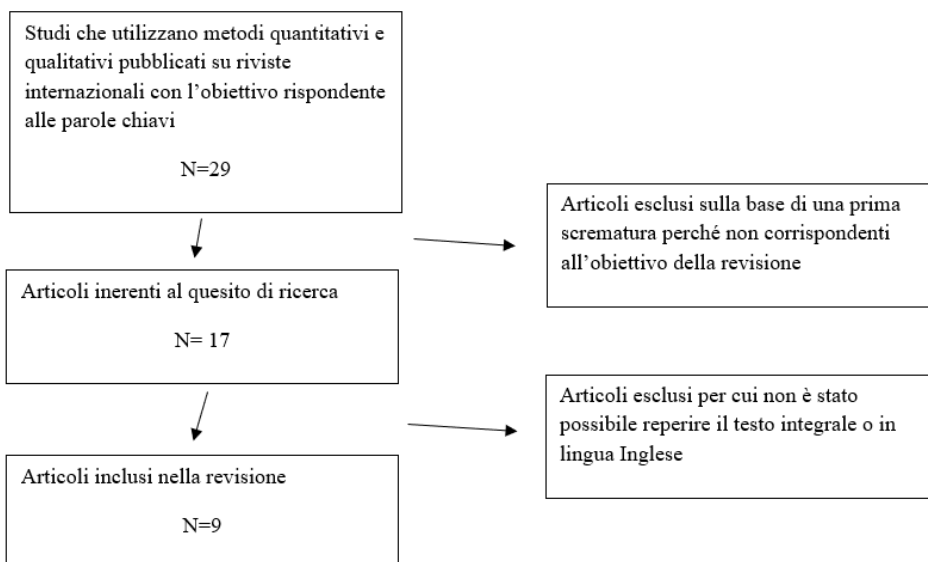 Studi che utilizzano metodi quantitativi e
qualitativi pubblicati su riviste
internazionali con l’obiettivo rispondente
alle parole chiavi
N=29
Articoli esclusi sulla base di una prima
scrematura perché non corrispondenti
all’obiettivo della revisione
Articoli inerenti al quesito di ricerca
N= 17
Articoli esclusi per cui non è stato
possibile reperire il testo integrale o in
lingua Inglese
Articoli inclusi nella revisione
N=9